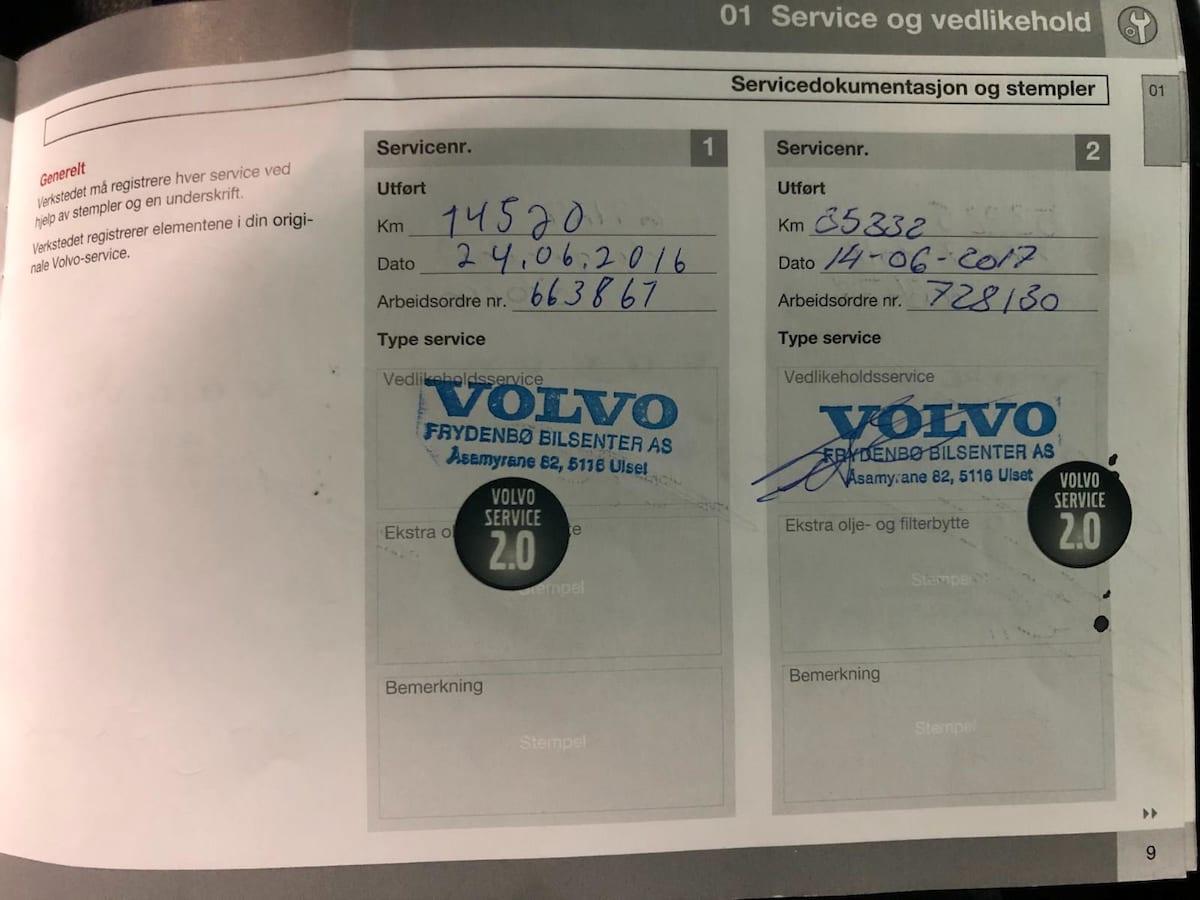 01 Service og vedlikehold
Servicedokumentasjon og stempler
01
Generelt
Verkstedet må registrere hver service ved
hjelp av stempler og en underskrift.
Verkstedet registrerer elementene i din origi-
nale Volvo-service.
Servicenr. 1
Utført
Km 14520
Dato 24.06.2016
Arbeidsordre nr. 663867
Type service
Vedlikeholdsservice
VOLVO
FRYDENBØ BILSENTER AS
Åsamyrane 82, 5116 Ulset
VOLVO
SERVICE
2.0
Ekstra
Stempel
Bemerkning
Stempel
Servicenr. 2
Utført
Km 35332
Dato 14-06-2017
Arbeidsordre nr. 728130
Type service
Vedlikeholdsservice
VOLVO
FRYDENBØ BILSENTER AS
Åsamyrane 82, 5116 Ulset
VOLVO
SERVICE
2.0
Ekstra olje- og filterbytte
Stempel
Bemerkning
Stempel
9